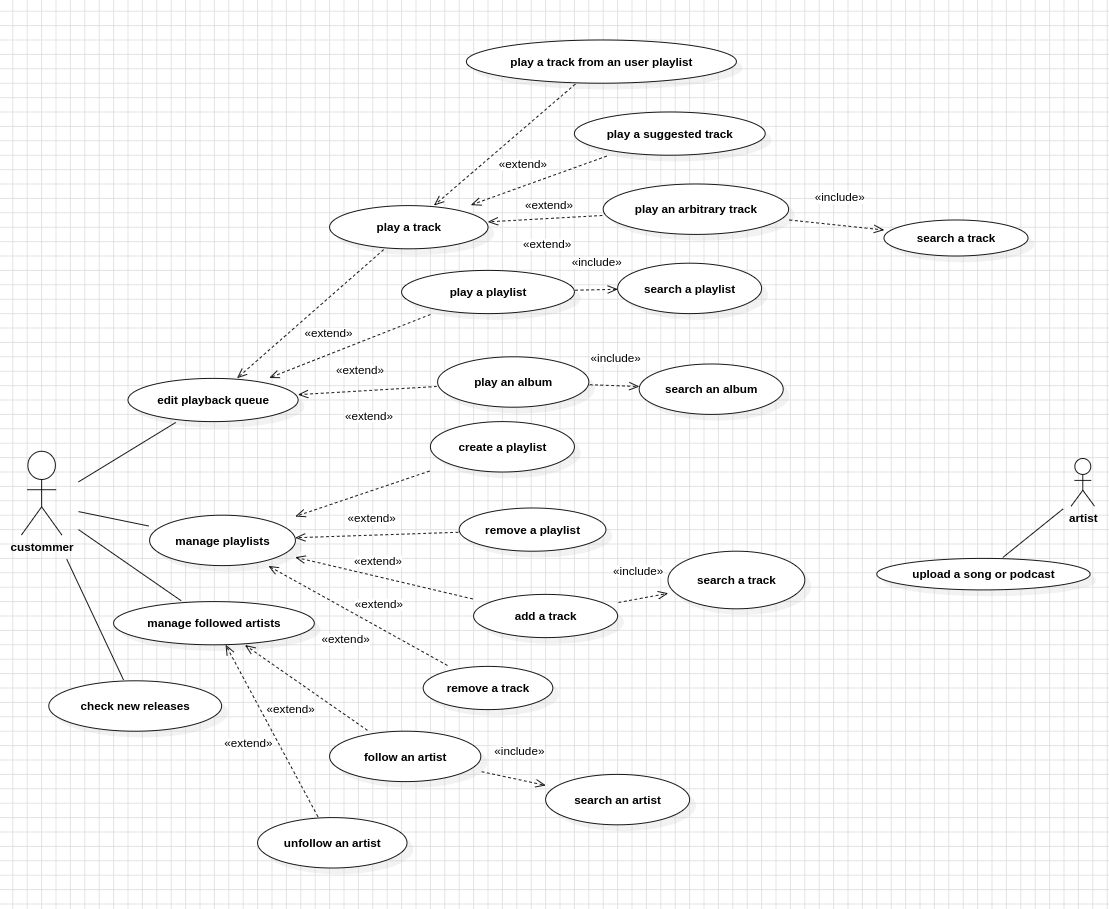 play a track from an user playlist
play a suggested track
«extend»
«include»
«extend»
play an arbitrary track
play a track
search a track
«extend»
«include»
play a playlist
search a playlist
«extend»
«include»
«extend»
play an album
search an album
edit playback queue
«extend»
create a playlist
«extend»
remove a playlist
artist
manage playlists
custommer
«extend»
«include»
upload a song or podcast
search a track
«extend»
add a track
manage followed artists
«extend»
remove a track
check new releases
«extend»
«extend»
«include»
follow an artist
search an artist
unfollow an artist